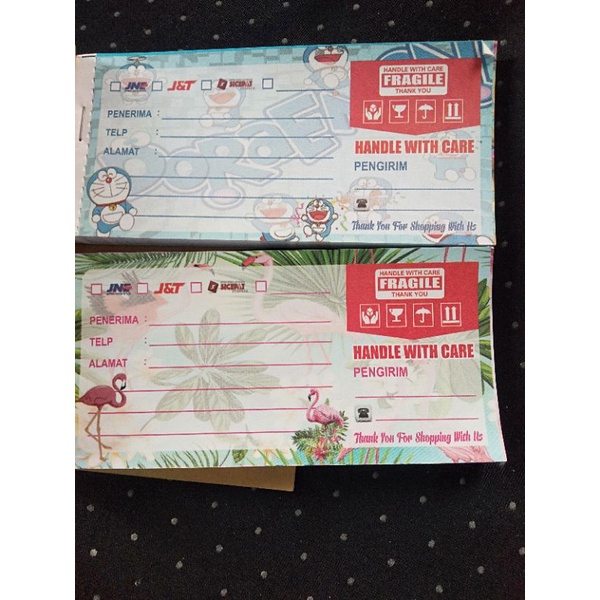 JNE J&T SICEPAT
PENERIMA :
TELP :
ALAMAT :
HANDLE WITH CARE
FRAGILE
THANK YOU
HANDLE WITH CARE
PENGIRIM
Thank You For Shopping With Us
DORAEMON
JNE J&T SICEPAT
PENERIMA :
TELP :
ALAMAT :
HANDLE WITH CARE
FRAGILE
THANK YOU
HANDLE WITH CARE
PENGIRIM
Thank You For Shopping With Us